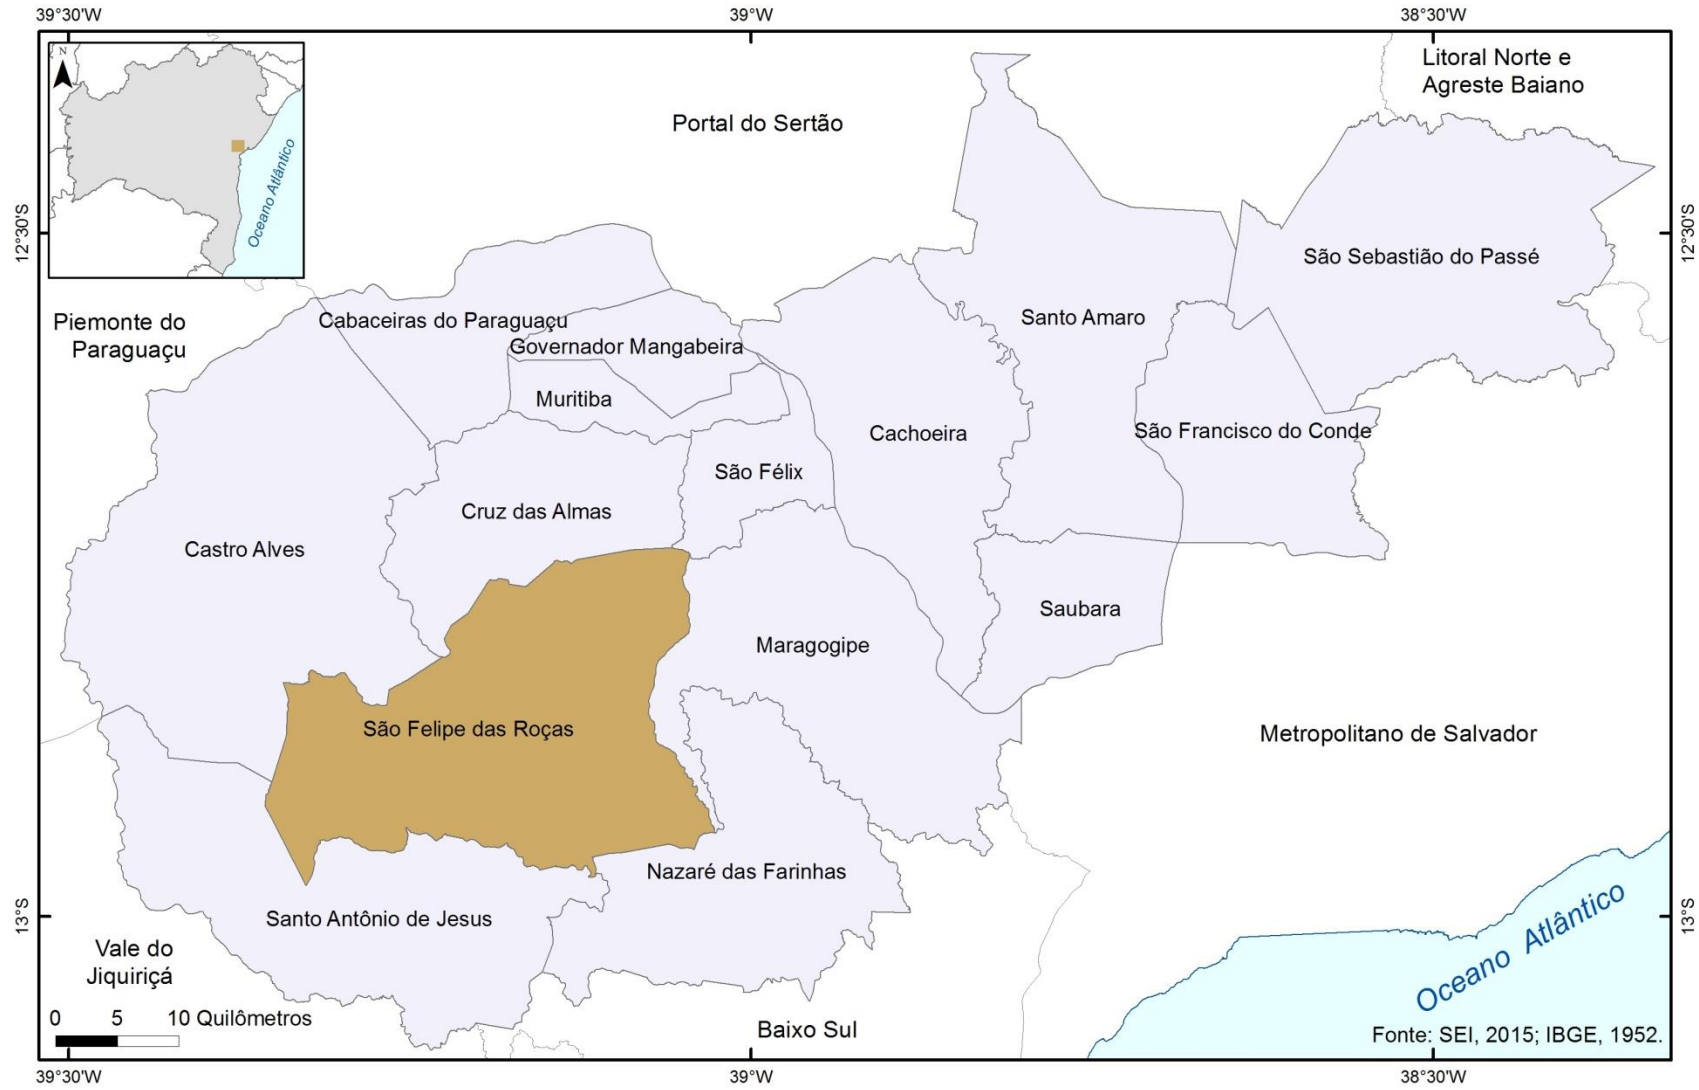 39°30'W
39°W
38°30'W
N
Oceano Atlântico
Litoral Norte e
Agreste Baiano
Portal do Sertão
12°30'S
12°30'S
São Sebastião do Passé
Piemonte do
Paraguaçu
Cabaceiras do Paraguaçu
Santo Amaro
Governador Mangabeira
Muritiba
Cachoeira
São Francisco do Conde
São Félix
Cruz das Almas
Castro Alves
Saubara
Maragogipe
São Felipe das Roças
Metropolitano de Salvador
Nazaré das Farinhas
Santo Antônio de Jesus
13°S
13°S
Vale do
Jiquiriçá
Oceano Atlântico
0 5 10 Quilômetros
Baixo Sul
Fonte: SEI, 2015; IBGE, 1952.
39°30'W
39°W
38°30'W